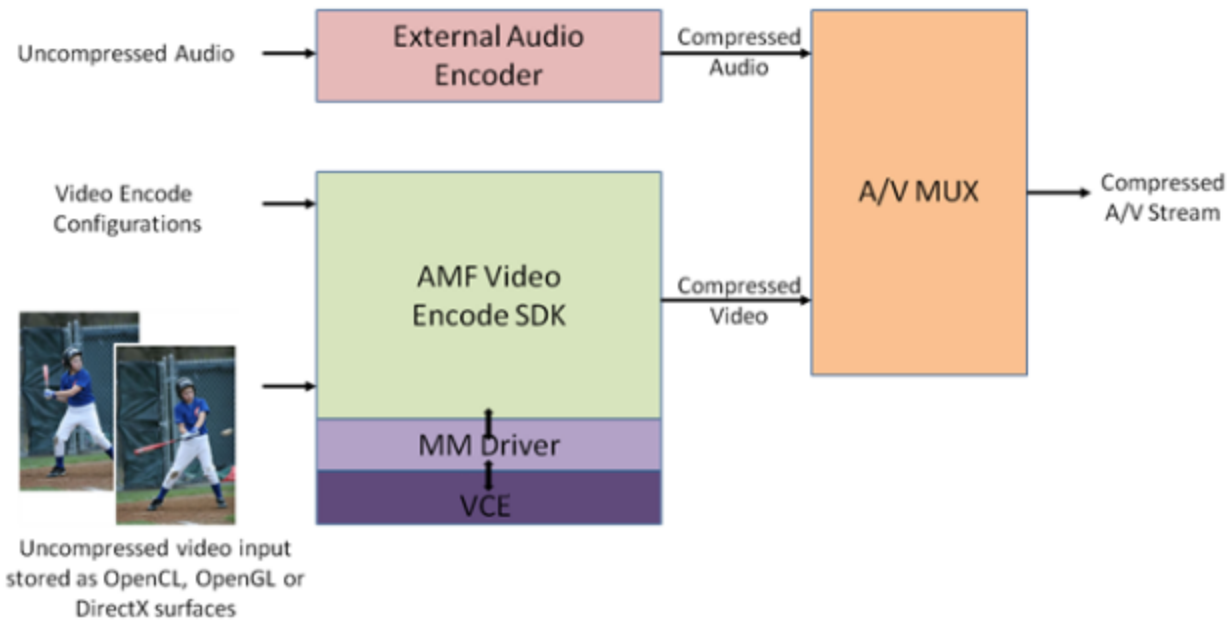 Uncompressed Audio
External Audio
Encoder
Compressed
Audio
Video Encode
Configurations
AMF Video
Encode SDK
Compressed
Video
A/V MUX
Compressed
A/V Stream
MM Driver
VCE
Uncompressed video input
stored as OpenCL, OpenGL or
DirectX surfaces